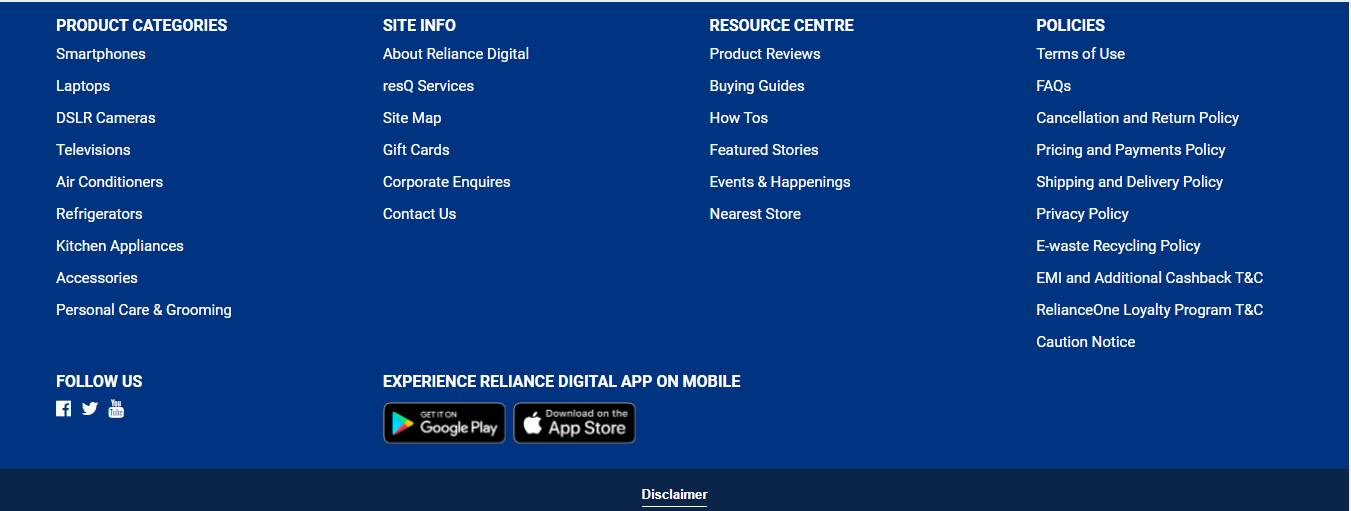 PRODUCT CATEGORIES
Smartphones
Laptops
DSLR Cameras
Televisions
Air Conditioners
Refrigerators
Kitchen Appliances
Accessories
Personal Care & Grooming
SITE INFO
About Reliance Digital
resQ Services
Site Map
Gift Cards
Corporate Enquires
Contact Us
RESOURCE CENTRE
Product Reviews
Buying Guides
How Tos
Featured Stories
Events & Happenings
Nearest Store
POLICIES
Terms of Use
FAQs
Cancellation and Return Policy
Pricing and Payments Policy
Shipping and Delivery Policy
Privacy Policy
E-waste Recycling Policy
EMI and Additional Cashback T&C
RelianceOne Loyalty Program T&C
Caution Notice
FOLLOW US
You
Tube
EXPERIENCE RELIANCE DIGITAL APP ON MOBILE
GET IT ON
Google Play
Download on the
App Store
Disclaimer